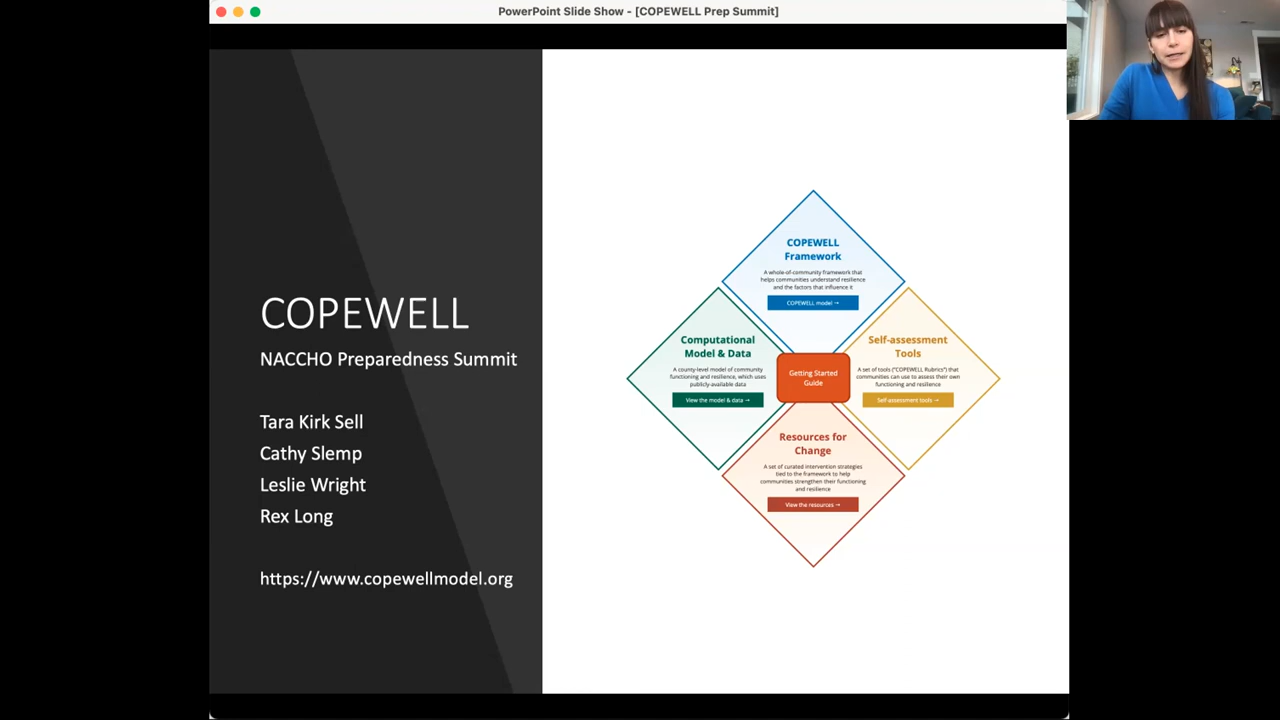 PowerPoint Slide Show - [COPEWELL Prep Summit]
COPEWELL
NACCHO Preparedness Summit
Tara Kirk Sell
Cathy Slemp
Leslie Wright
Rex Long
https://www.copewellmodel.org
COPEWELL
Framework
A whole-of-community framework that
helps communities understand resilience
and the factors that influence it
COPEWELL model →
Computational
Model & Data
A county-level model of community
functioning and resilience, which uses
publicly-available data
View the model & data →
Getting Started
Guide
Self-assessment
Tools
A set of tools ("COPEWELL Rubrics") that
communities can use to assess their own
functioning and resilience
Self-assessment tools →
Resources for
Change
A set of curated intervention strategies
tied to the framework to help
communities strengthen their functioning
and resilience
View the resources →